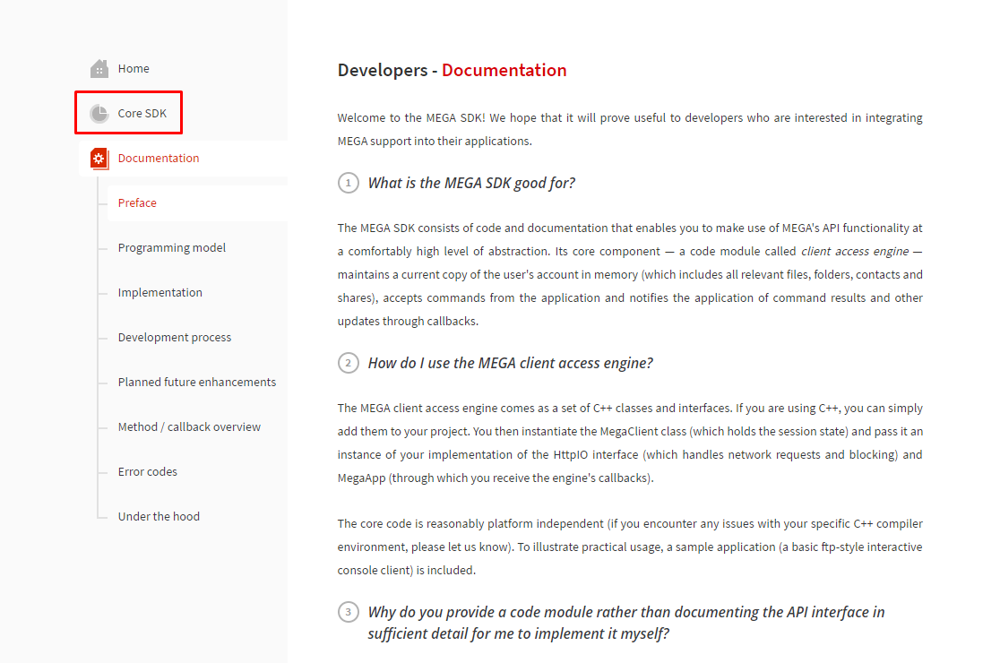 Home
Core SDK
Documentation
Preface
Programming model
Implementation
Development process
Planned future enhancements
Method / callback overview
Error codes
Under the hood
Developers - Documentation
Welcome to the MEGA SDK! We hope that it will prove useful to developers who are interested in integrating
MEGA support into their applications.
1 What is the MEGA SDK good for?
The MEGA SDK consists of code and documentation that enables you to make use of MEGA's API functionality at
a comfortably high level of abstraction. Its core component — a code module called client access engine —
maintains a current copy of the user's account in memory (which includes all relevant files, folders, contacts and
shares), accepts commands from the application and notifies the application of command results and other
updates through callbacks.
2 How do I use the MEGA client access engine?
The MEGA client access engine comes as a set of C++ classes and interfaces. If you are using C++, you can simply
add them to your project. You then instantiate the MegaClient class (which holds the session state) and pass it an
instance of your implementation of the HttpIO interface (which handles network requests and blocking) and
MegaApp (through which you receive the engine's callbacks).
The core code is reasonably platform independent (if you encounter any issues with your specific C++ compiler
environment, please let us know). To illustrate practical usage, a sample application (a basic ftp-style interactive
console client) is included.
3 Why do you provide a code module rather than documenting the API interface in
sufficient detail for me to implement it myself?